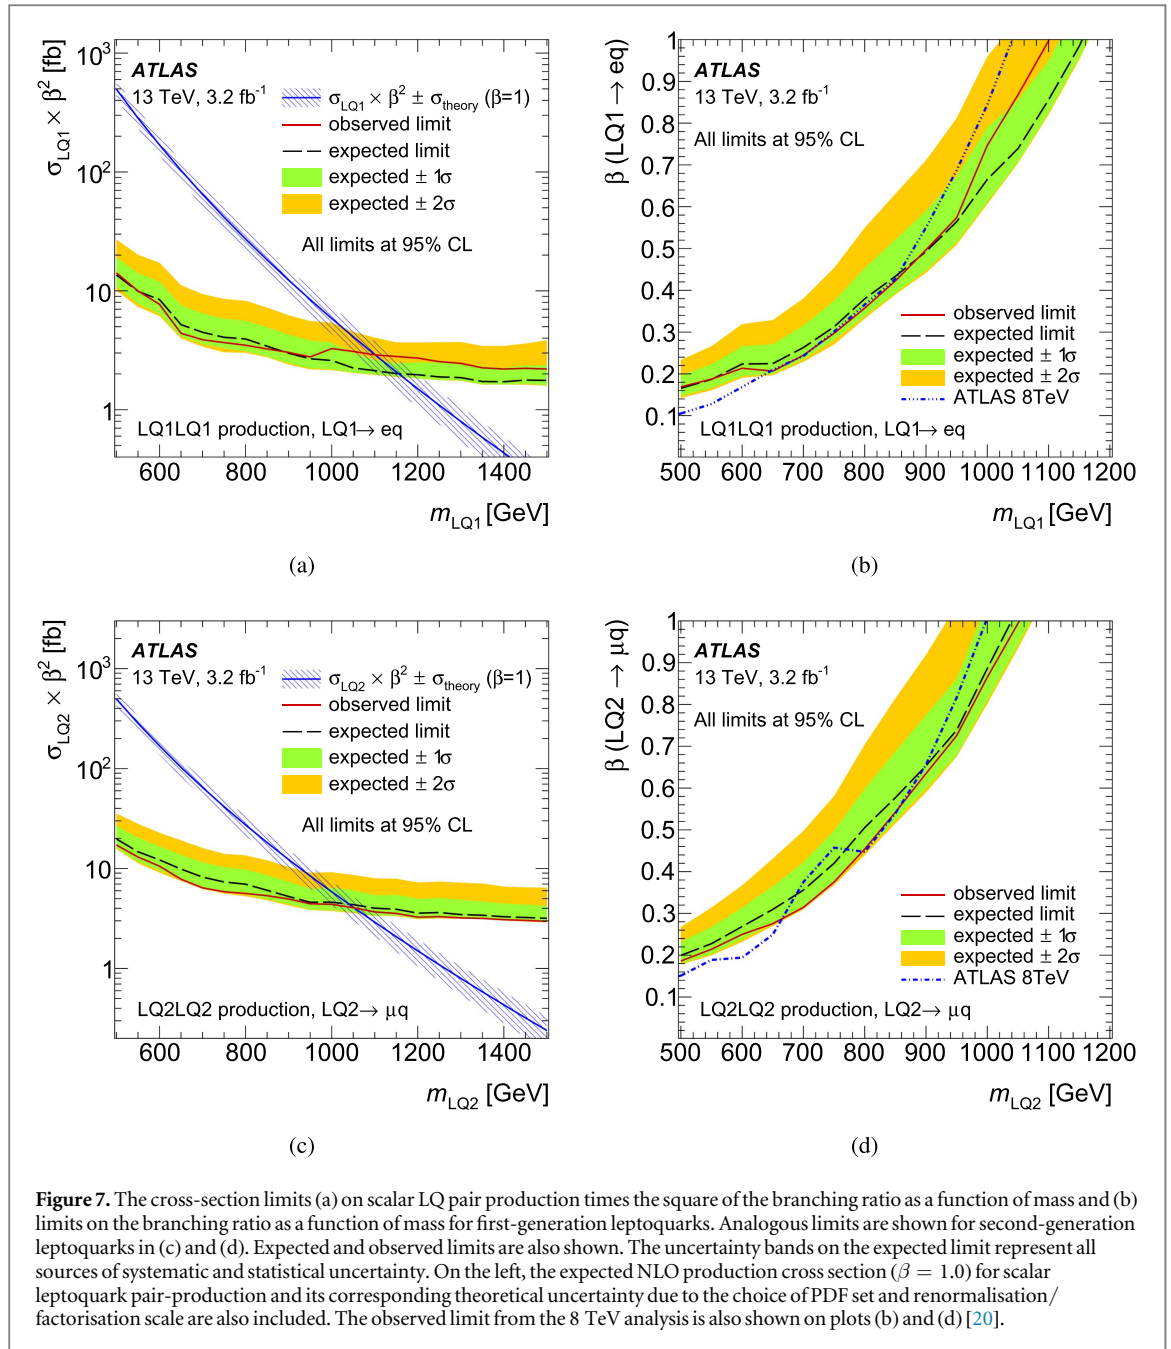 10³
10²
10
1
σLQ1 × β² [fb]
ATLAS
13 TeV, 3.2 fb⁻¹
σLQ1 × β² ± σtheory (β=1)
observed limit
expected limit
expected ± 1σ
expected ± 2σ
All limits at 95% CL
LQ1LQ1 production, LQ1→ eq
600 800 1000 1200 1400
mLQ1 [GeV]
(a)
β (LQ1 → eq)
1
0.9
0.8
0.7
0.6
0.5
0.4
0.3
0.2
0.1
ATLAS
13 TeV, 3.2 fb⁻¹
All limits at 95% CL
observed limit
expected limit
expected ± 1σ
expected ± 2σ
ATLAS 8TeV
LQ1LQ1 production, LQ1→ eq
500 600 700 800 900 1000 1100 1200
mLQ1 [GeV]
(b)
σLQ2 × β² [fb]
10³
10²
10
1
ATLAS
13 TeV, 3.2 fb⁻¹
σLQ2 × β² ± σtheory (β=1)
observed limit
expected limit
expected ± 1σ
expected ± 2σ
All limits at 95% CL
LQ2LQ2 production, LQ2→ μq
600 800 1000 1200 1400
mLQ2 [GeV]
(c)
β (LQ2 → μq)
1
0.9
0.8
0.7
0.6
0.5
0.4
0.3
0.2
0.1
ATLAS
13 TeV, 3.2 fb⁻¹
All limits at 95% CL
observed limit
expected limit
expected ± 1σ
expected ± 2σ
ATLAS 8TeV
LQ2LQ2 production, LQ2→ μq
500 600 700 800 900 1000 1100 1200
mLQ2 [GeV]
(d)
Figure 7. The cross-section limits (a) on scalar LQ pair production times the square of the branching ratio as a function of mass and (b)
limits on the branching ratio as a function of mass for first-generation leptoquarks. Analogous limits are shown for second-generation
leptoquarks in (c) and (d). Expected and observed limits are also shown. The uncertainty bands on the expected limit represent all
sources of systematic and statistical uncertainty. On the left, the expected NLO production cross section (β = 1.0) for scalar
leptoquark pair-production and its corresponding theoretical uncertainty due to the choice of PDF set and renormalisation/
factorisation scale are also included. The observed limit from the 8 TeV analysis is also shown on plots (b) and (d) [20].